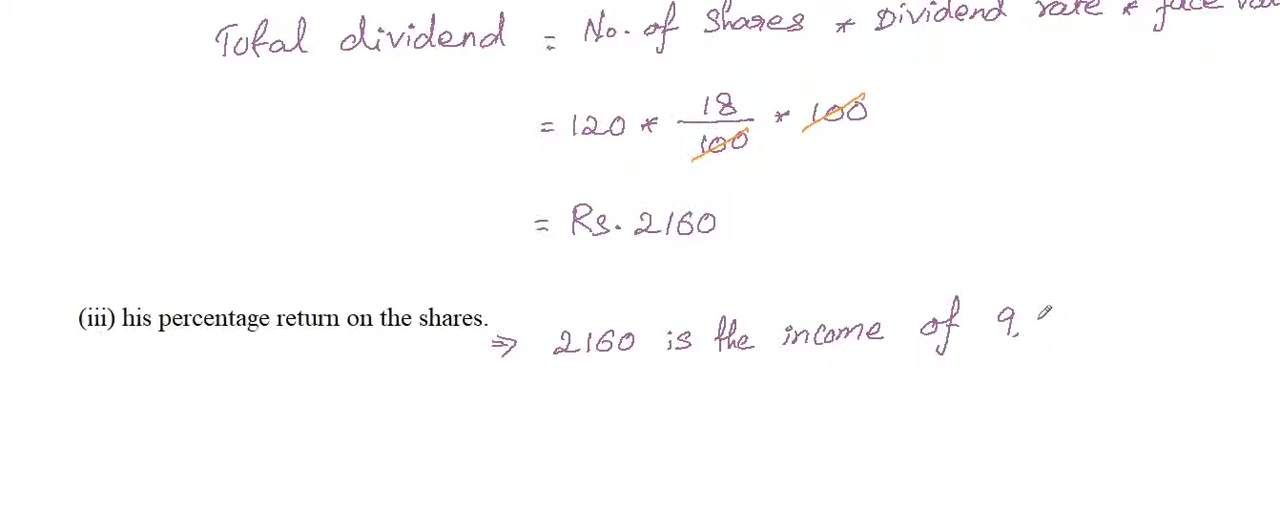 Total dividend = No. of Shares * Dividend rate * face
= 120 * 18/100 * 100
= Rs. 2160
(iii) his percentage return on the shares.
⇒ 2160 is the income of 9,